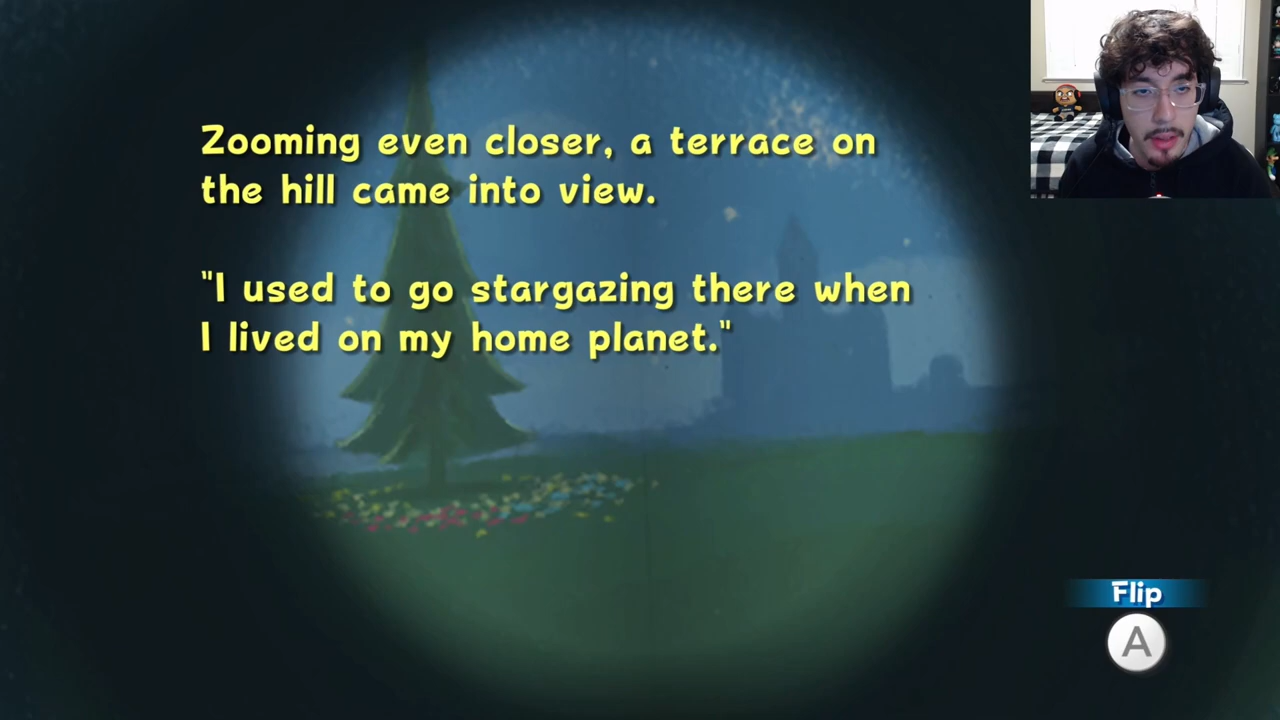 Zooming even closer, a terrace on
the hill came into view.
"I used to go stargazing there when
I lived on my home planet."
Flip
A